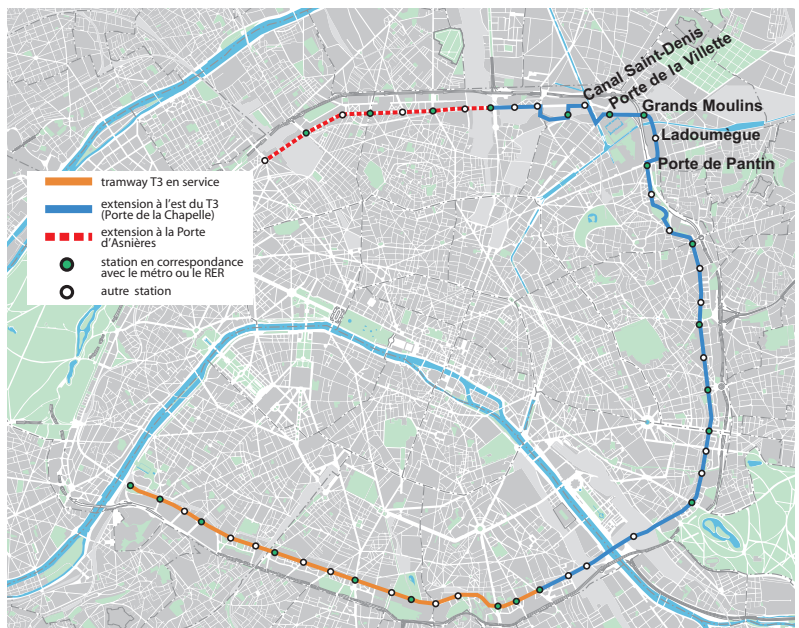 Canal Saint-Denis
Porte de la Villette
Grands Moulins
Ladoumègue
Porte de Pantin
tramway T3 en service
extension à l'est du T3
(Porte de la Chapelle)
extension à la Porte
d'Asnières
station en correspondance
avec le métro ou le RER
autre station